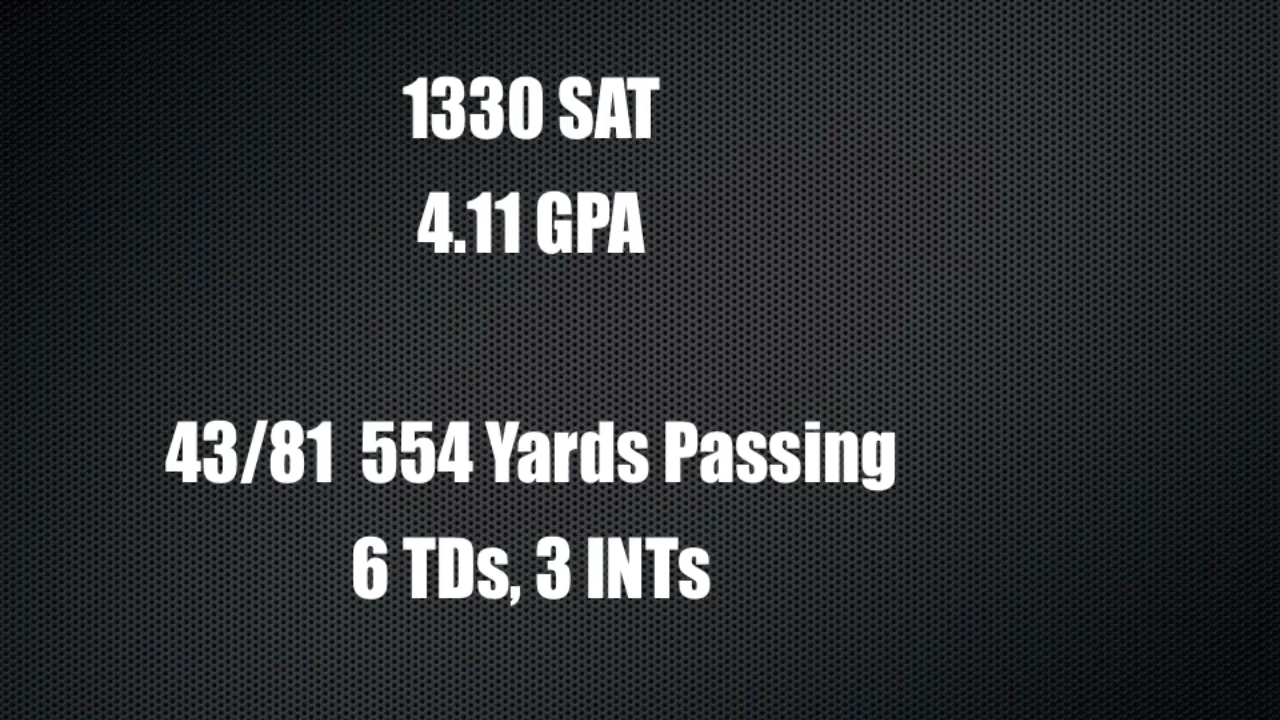 1330 SAT
4.11 GPA
43/81 554 Yards Passing
6 TDs, 3 INTs